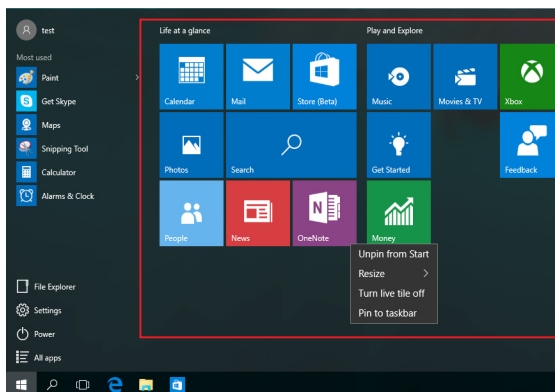 test
Most used
Paint
Get Skype
Maps
Snipping Tool
Calculator
Alarms & Clock
File Explorer
Settings
Power
All apps
Life at a glance
Calendar
Mail
Store (Beta)
Photos
Search
People
News
OneNote
Play and Explore
Music
Movies & TV
Xbox
Get Started
Feedback
Money
Unpin from Start
Resize
Turn live tile off
Pin to taskbar